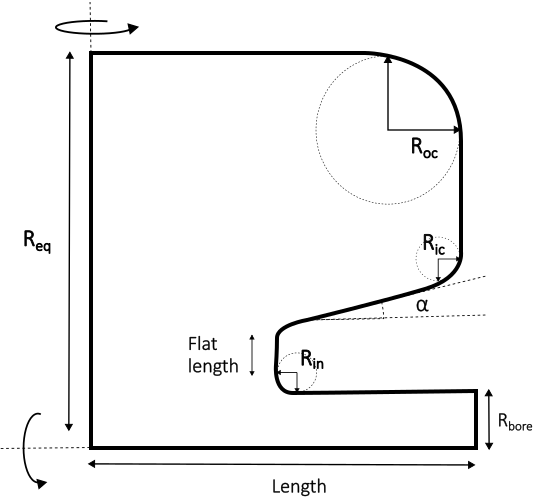 R_oc
R_ic
R_eq
α
Flat
length
R_in
R_bore
Length